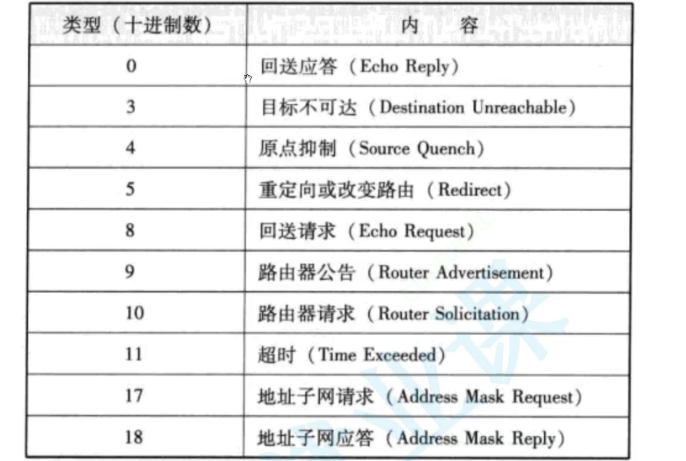 类型（十进制数） 内 容
0 回送应答（Echo Reply）
3 目标不可达（Destination Unreachable）
4 原点抑制（Source Quench）
5 重定向或改变路由（Redirect）
8 回送请求（Echo Request）
9 路由器公告（Router Advertisement）
10 路由器请求（Router Solicitation）
11 超时（Time Exceeded）
17 地址子网请求（Address Mask Request）
18 地址子网应答（Address Mask Reply）
业课